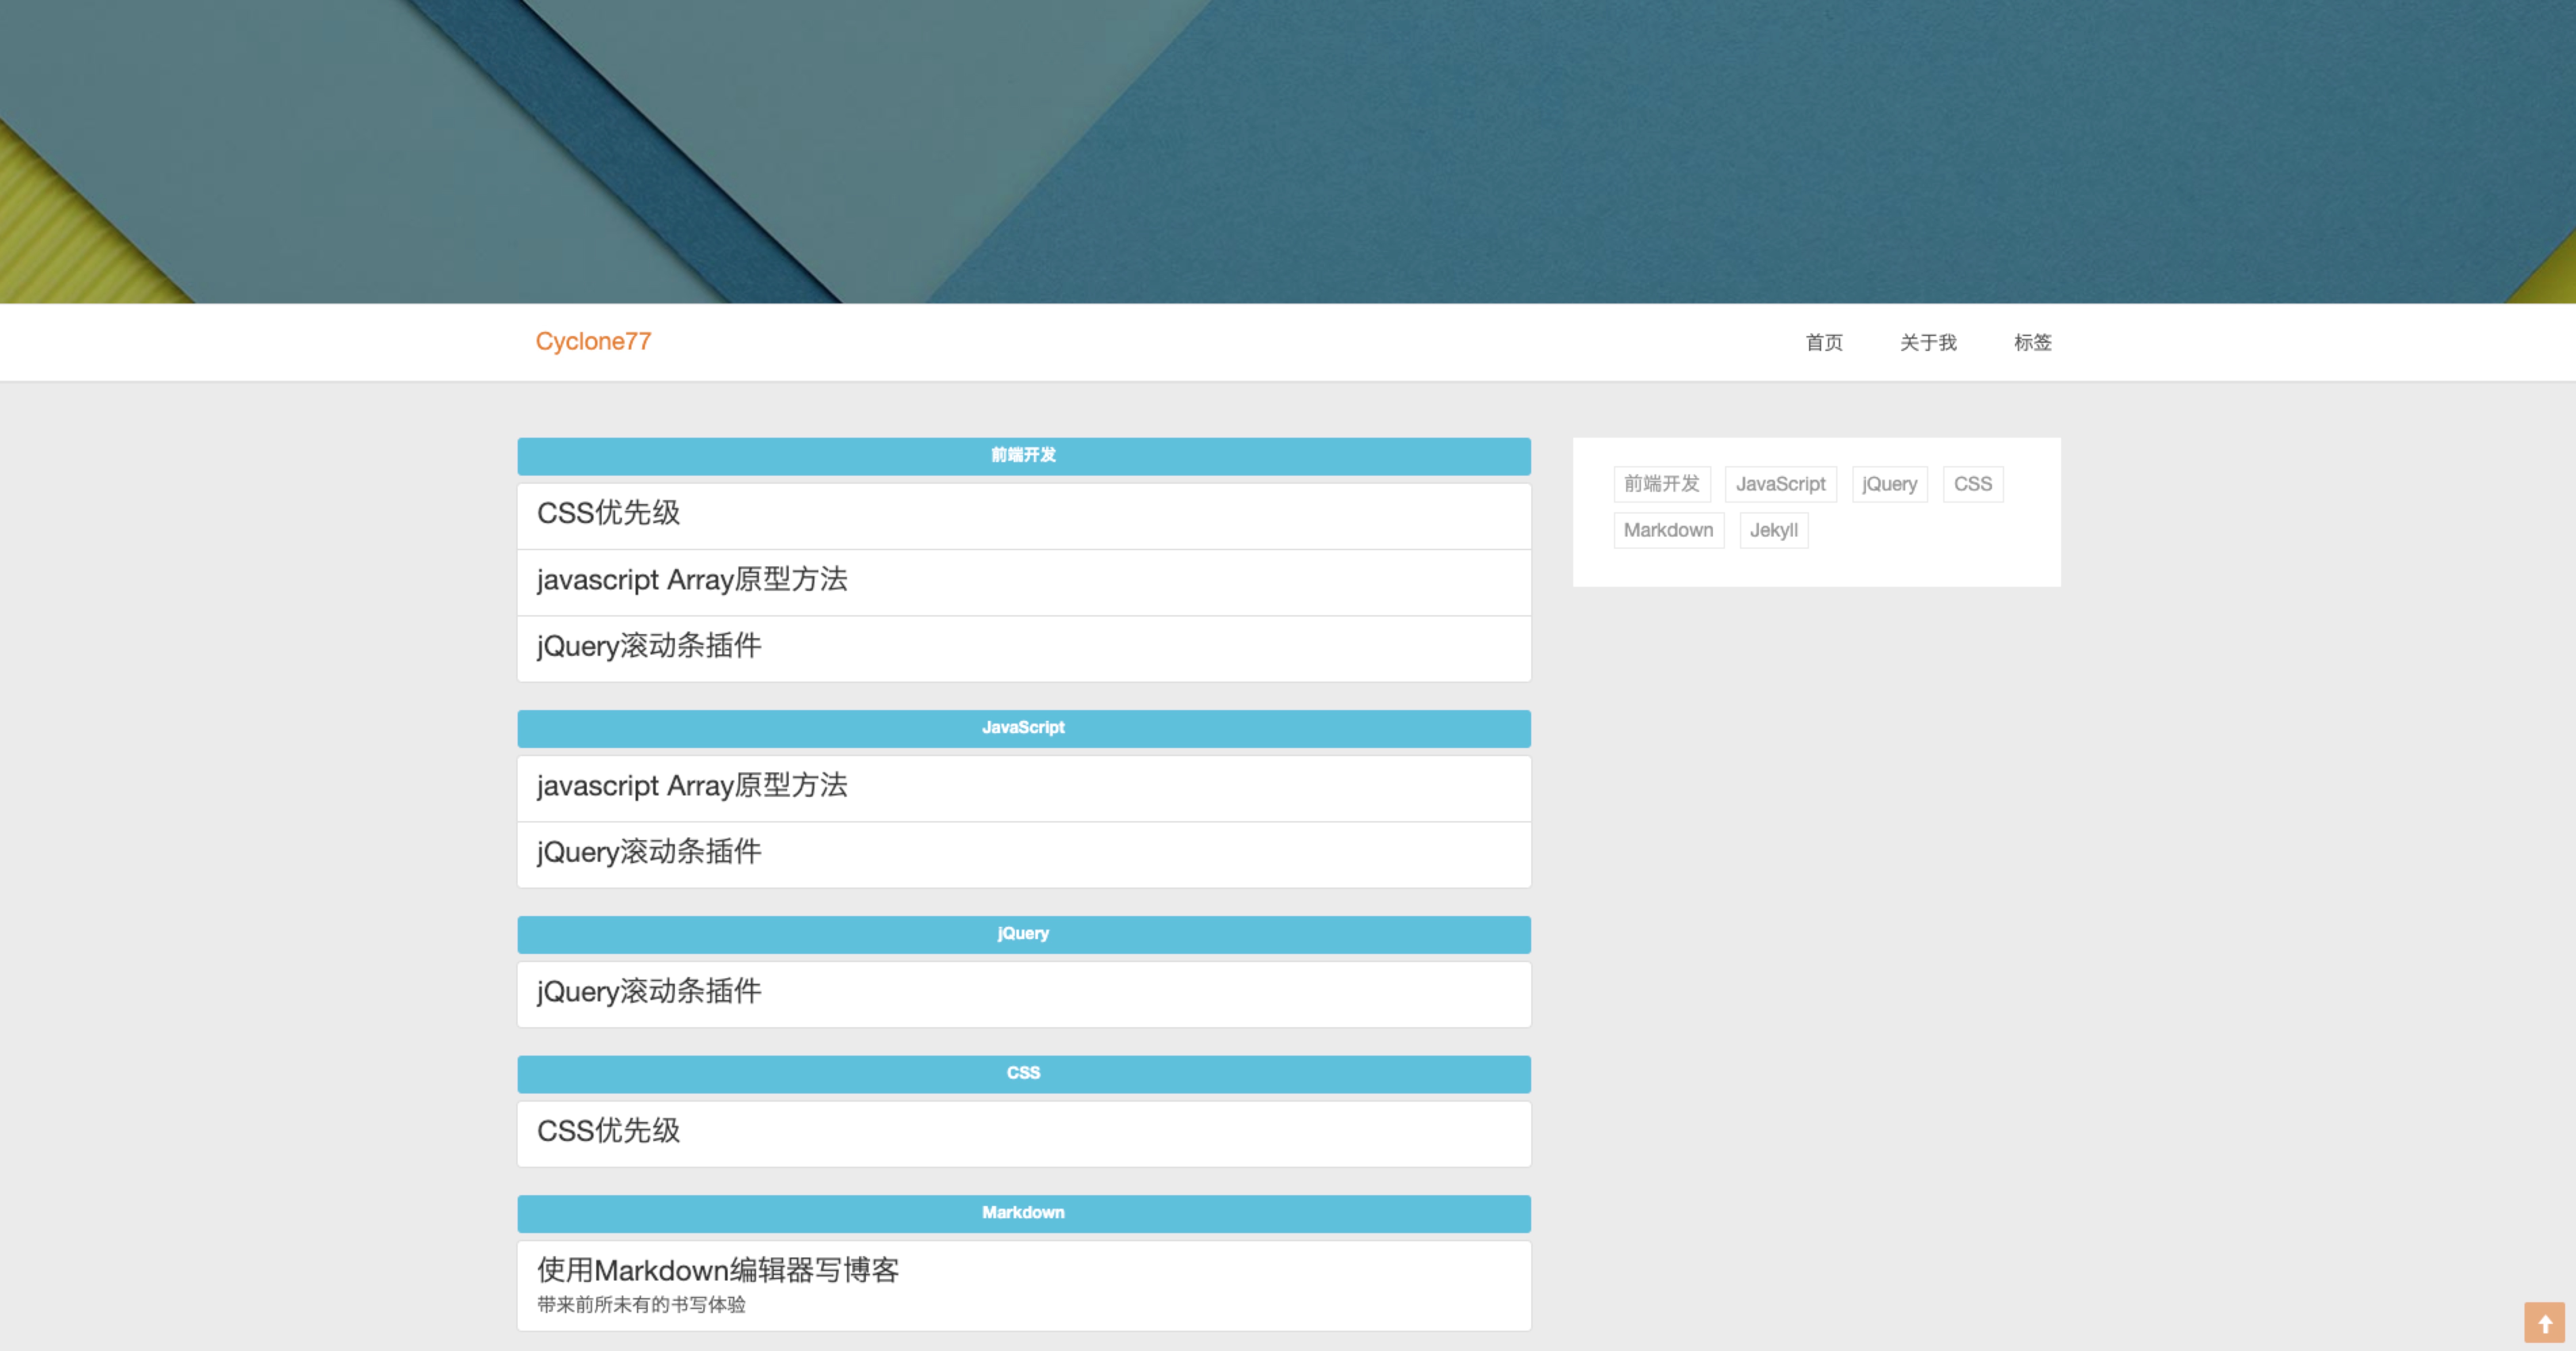 Cyclone77
首页 关于我 标签
前端开发
CSS优先级
javascript Array原型方法
jQuery滚动条插件
JavaScript
javascript Array原型方法
jQuery滚动条插件
jQuery
jQuery滚动条插件
CSS
CSS优先级
Markdown
使用Markdown编辑器写博客
带来前所未有的书写体验
前端开发 JavaScript jQuery CSS
Markdown Jekyll